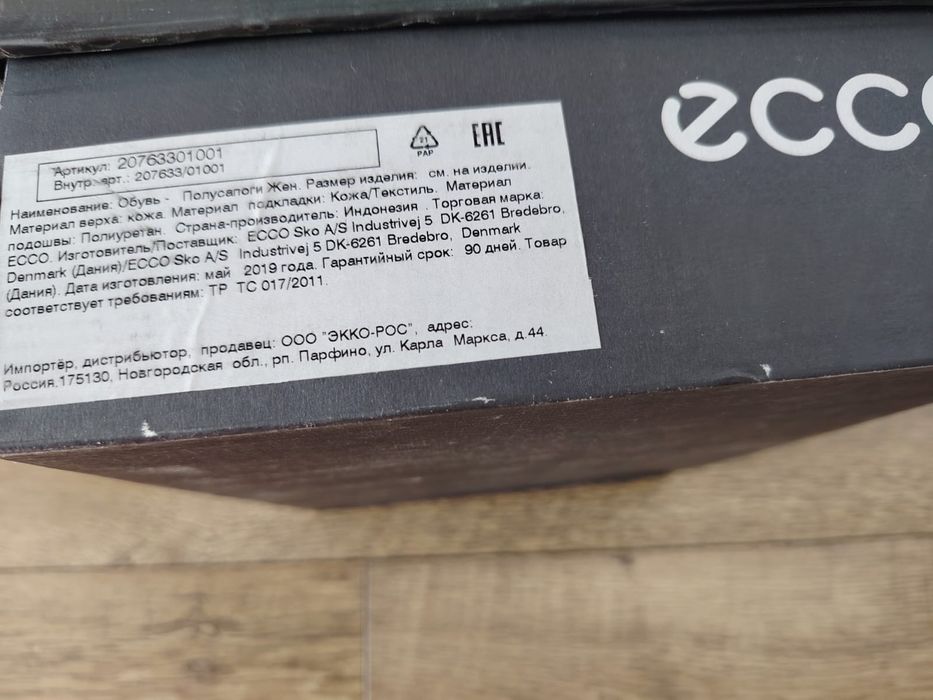 ecco
Артикул: 20763301001
Внутр. арт.: 207633/01001
21
PAP
EAC
Наименование: Обувь - Полусапоги Жен. Размер изделия: см. на изделии.
Материал верха: кожа. Материал подкладки: Кожа/Текстиль. Материал
подошвы: Полиуретан. Страна-производитель: Индонезия . Торговая марка:
ECCO. Изготовитель/Поставщик: ECCO Sko A/S Industrivej 5 DK-6261 Bredebro,
Denmark (Дания)/ECCO Sko A/S Industrivej 5 DK-6261 Bredebro, Denmark
(Дания). Дата изготовления: май 2019 года. Гарантийный срок: 90 дней. Товар
соответствует требованиям: ТР ТС 017/2011.
Импортёр, дистрибьютор, продавец: ООО "ЭККО-РОС", адрес:
Россия,175130, Новгородская обл., рп. Парфино, ул. Карла Маркса, д.44.